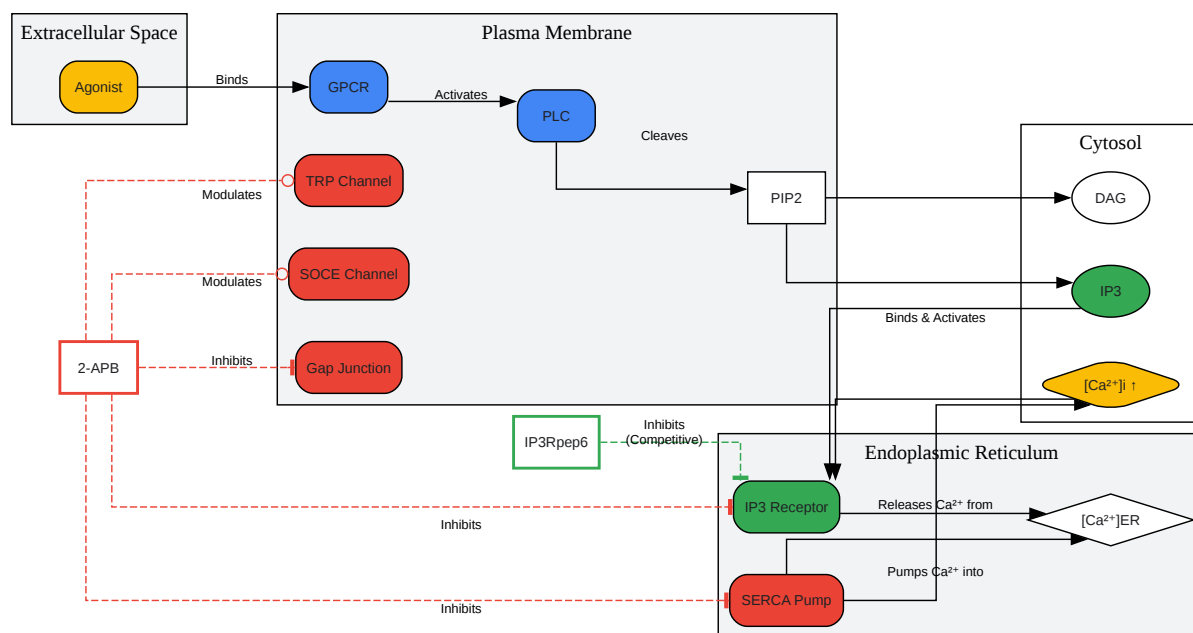 Extracellular Space
Plasma Membrane
Agonist
Binds
GPCR
Activates
PLC
Cleaves
Cytosol
TRP Channel
Modulates
PIP2
DAG
SOCE Channel
Modulates
IP3
Binds & Activates
2-APB
Inhibits
Gap Junction
[Ca²⁺]i ↑
IP3Rpep6
Inhibits
(Competitive)
Endoplasmic Reticulum
IP3 Receptor
Releases Ca²⁺ from
[Ca²⁺]ER
Inhibits
Pumps Ca²⁺ into
SERCA Pump
Inhibits